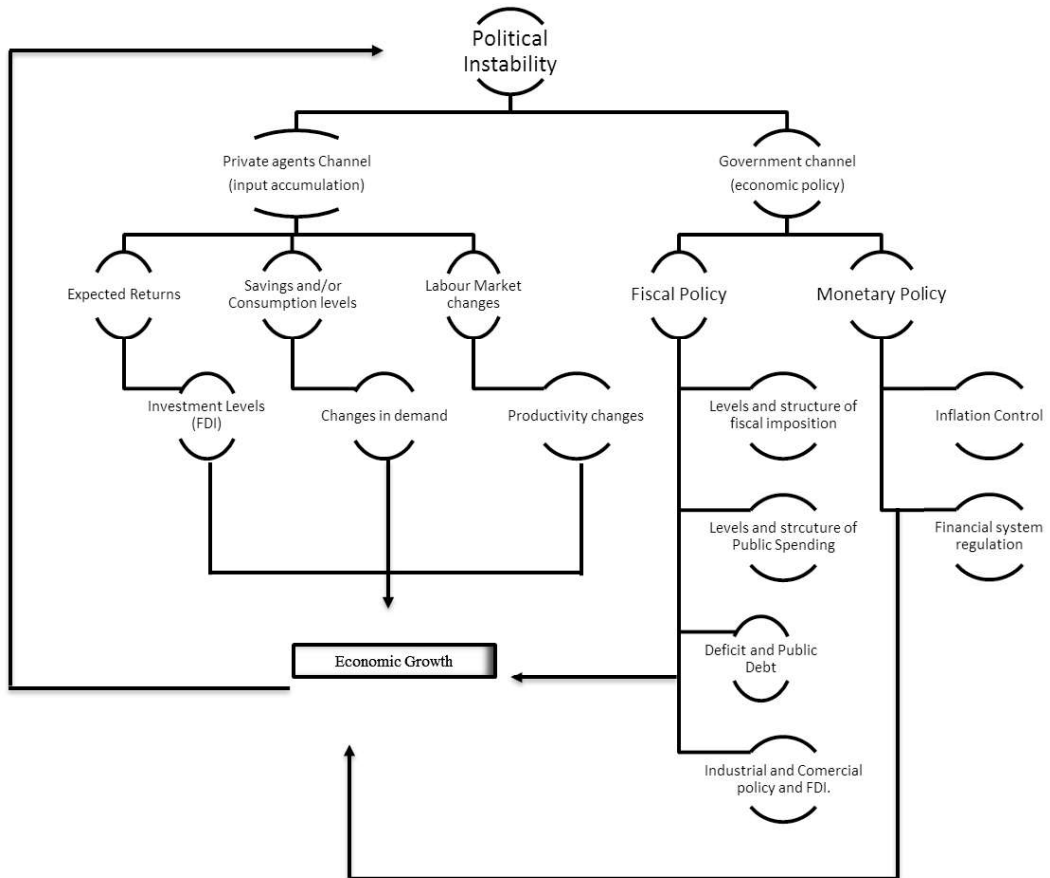 Political
Instability
Private agents Channel
(input accumulation)
Government channel
(economic policy)
Expected Returns
Savings and/or
Consumption levels
Labour Market
changes
Fiscal Policy
Monetary Policy
Investment Levels
(FDI)
Changes in demand
Productivity changes
Levels and structure of
fiscal imposition
Inflation Control
Levels and strcuture of
Public Spending
Financial system
regulation
Economic Growth
Deficit and Public
Debt
Industrial and Comercial
policy and FDI.